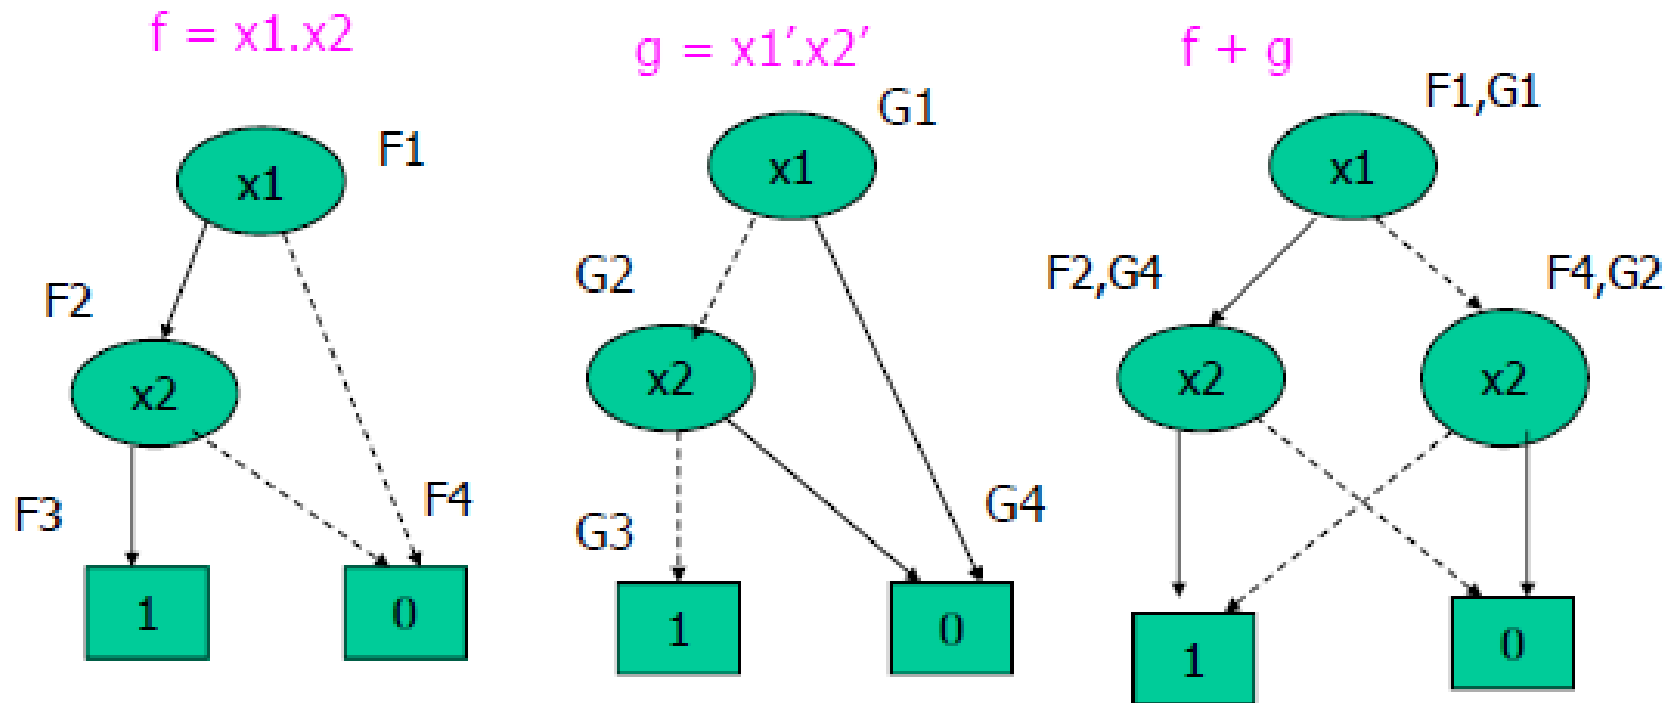 f = x1.x2
F1
x1
F2
x2
F3
F4
1
0
g = x1′.x2′
G1
x1
G2
x2
G3
G4
1
0
f + g
F1,G1
x1
F2,G4
F4,G2
x2
x2
1
0